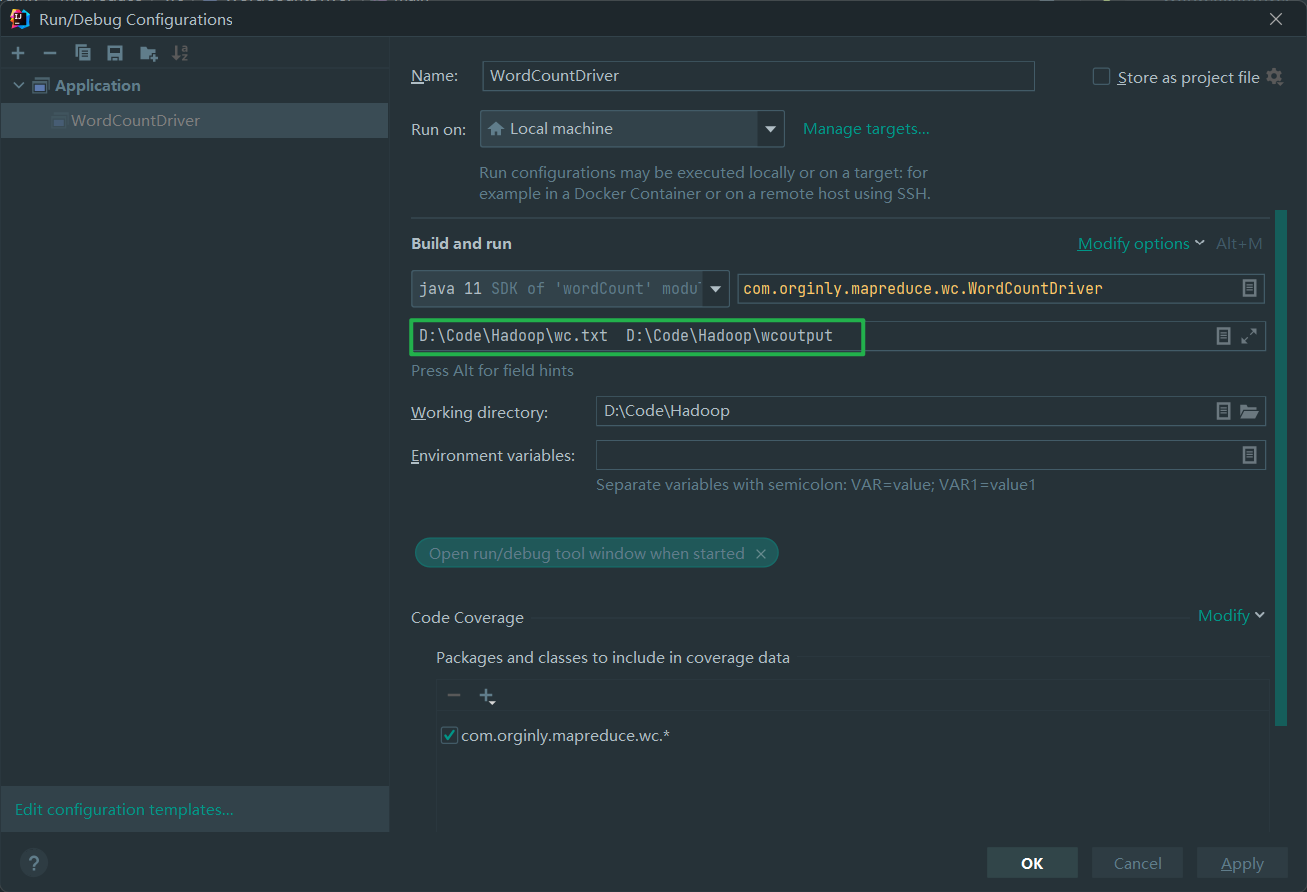 Run/Debug Configurations
Application
WordCountDriver
Edit configuration templates...
Name: WordCountDriver Store as project file
Run on: Local machine Manage targets...
Run configurations may be executed locally or on a target: for
example in a Docker Container or on a remote host using SSH.
Build and run Modify options Alt+M
java 11 SDK of 'wordCount' modu com.orginly.mapreduce.wc.WordCountDriver
D:\Code\Hadoop\wc.txt D:\Code\Hadoop\wcoutput
Press Alt for field hints
Working directory: D:\Code\Hadoop
Environment variables:
Separate variables with semicolon: VAR=value; VAR1=value1
Open run/debug tool window when started
Code Coverage Modify
Packages and classes to include in coverage data
com.orginly.mapreduce.wc.*
? OK Cancel Apply